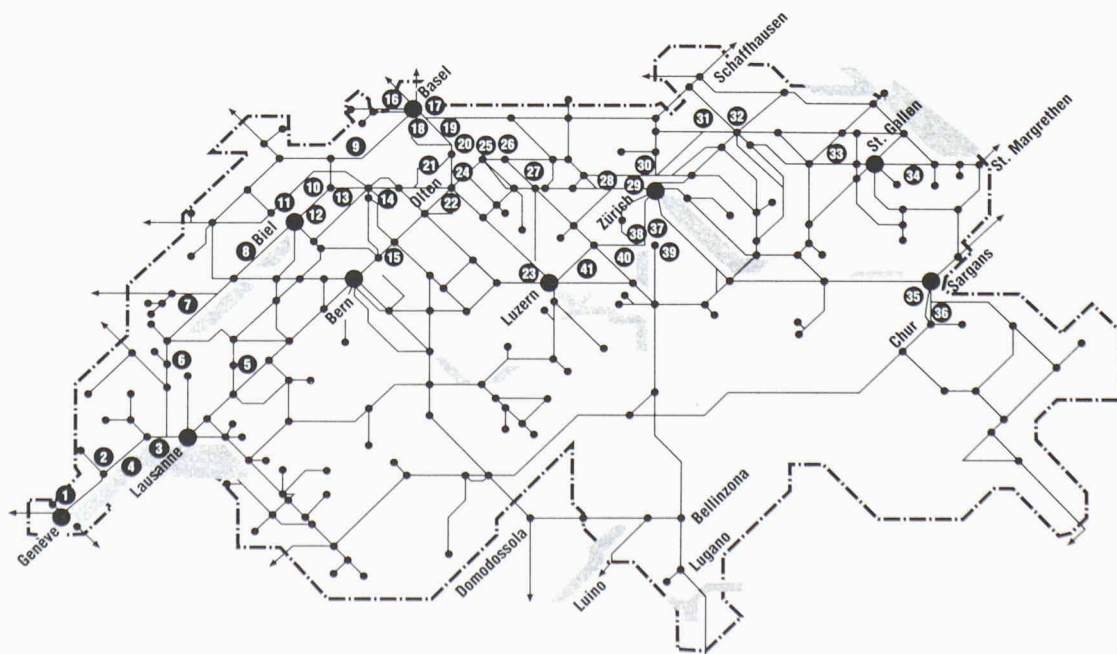 Schaffhausen
Basel
16
17
18
19
31
32
20
25
26
St. Gallen
St. Margrethen
9
21
33
24
27
30
34
10
13
14
Olten
22
28
29
11
12
Zürich
Biel
38
37
39
8
15
23
41
40
Bern
Luzern
35
Sargans
7
36
Chur
6
5
3
2
4
Lausanne
1
Genève
Domodossola
Bellinzona
Luino
Lugano